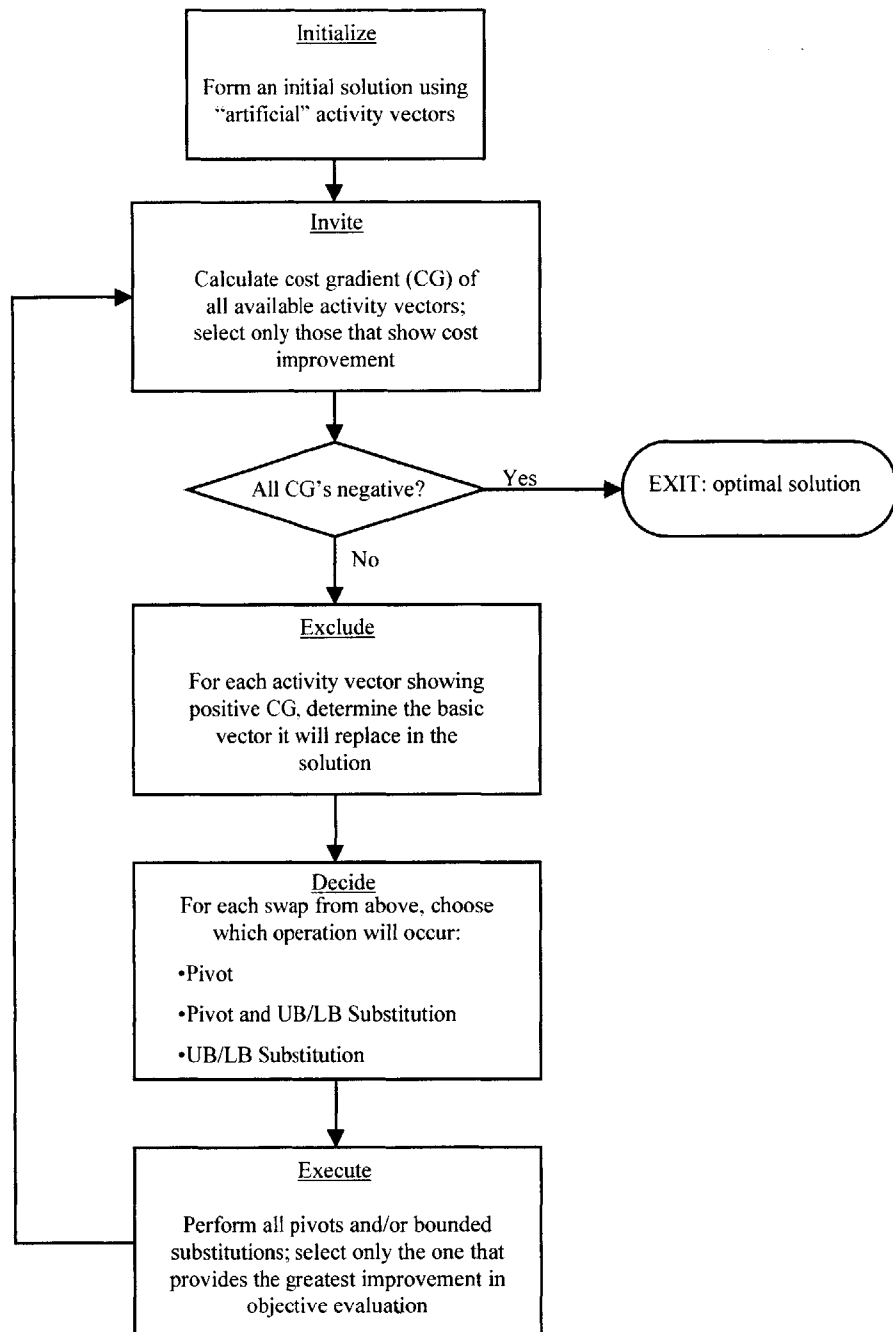 Initialize
Form an initial solution using
“artificial” activity vectors
Invite
Calculate cost gradient (CG) of
all available activity vectors;
select only those that show cost
improvement
All CG's negative?
Yes
EXIT: optimal solution
No
Exclude
For each activity vector showing
positive CG, determine the basic
vector it will replace in the
solution
Decide
For each swap from above, choose
which operation will occur:
•Pivot
•Pivot and UB/LB Substitution
•UB/LB Substitution
Execute
Perform all pivots and/or bounded
substitutions; select only the one that
provides the greatest improvement in
objective evaluation